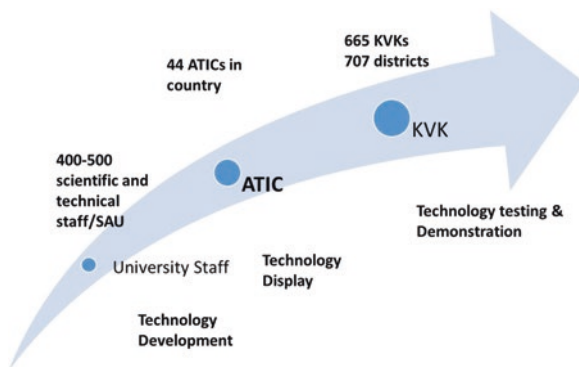 665 KVKs
707 districts
44 ATICs in
country
KVK
400-500
scientific and
technical
staff/SAU
ATIC
Technology testing &
Demonstration
University Staff
Technology
Display
Technology
Development